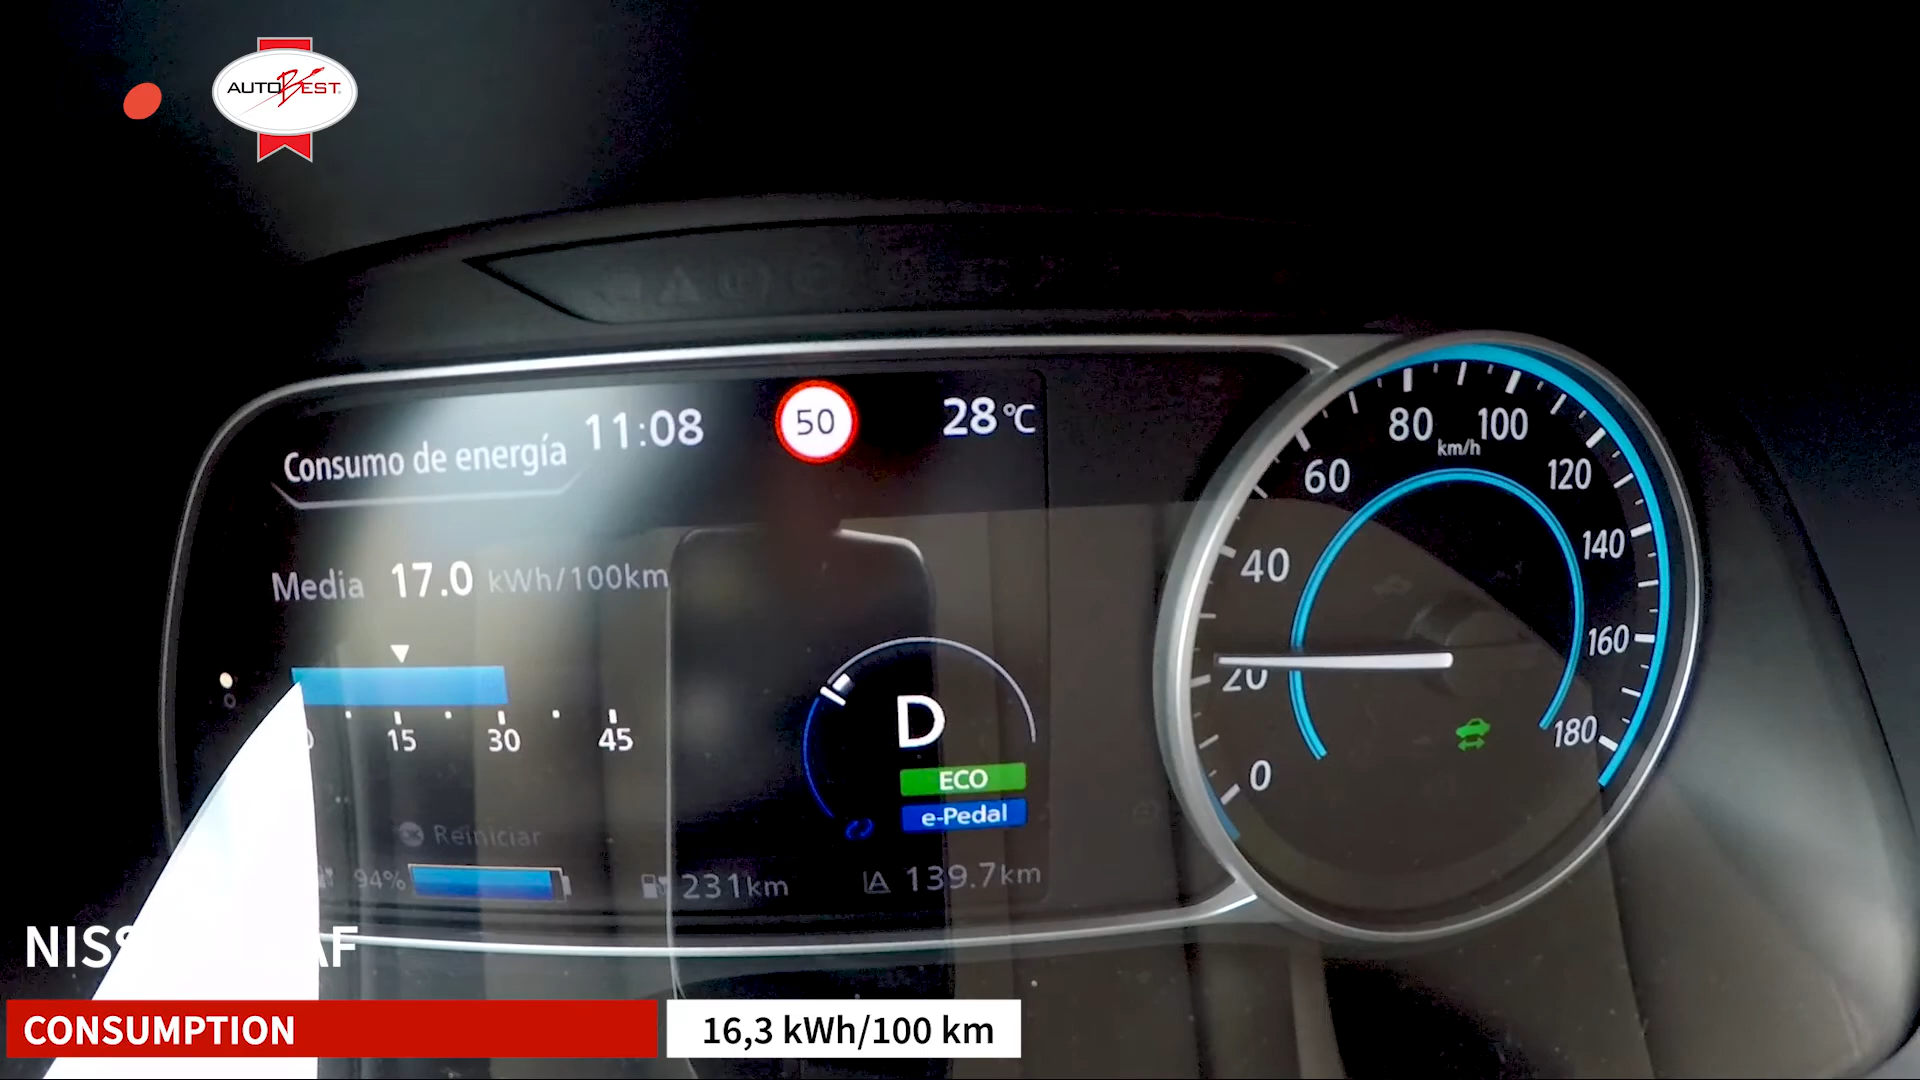 AUTOBEST
11:08
50
28°C
Consumo de energía
Media 17.0 kWh/100km
15 30 45
D
ECO
e-Pedal
Reiniciar
94%
231km
139.7km
0
20
40
60
80
100
120
140
160
180
km/h
CONSUMPTION
16,3 kWh/100 km